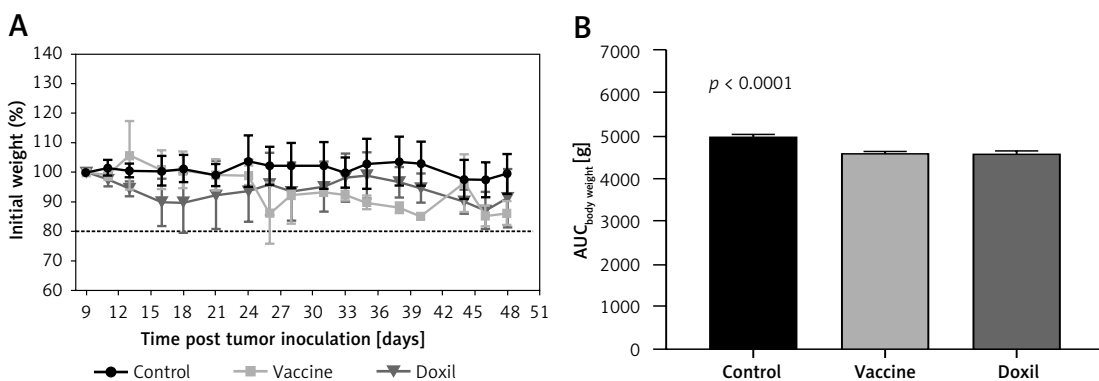 A
140
130
120
110
100
90
80
70
60
Initial weight (%)
9 12 15 18 21 24 27 30 33 36 39 42 45 48 51
Time post tumor inoculation [days]
Control Vaccine Doxil
B
7000
6000
5000
4000
3000
2000
1000
0
AUCbody weight [g]
p < 0.0001
Control Vaccine Doxil